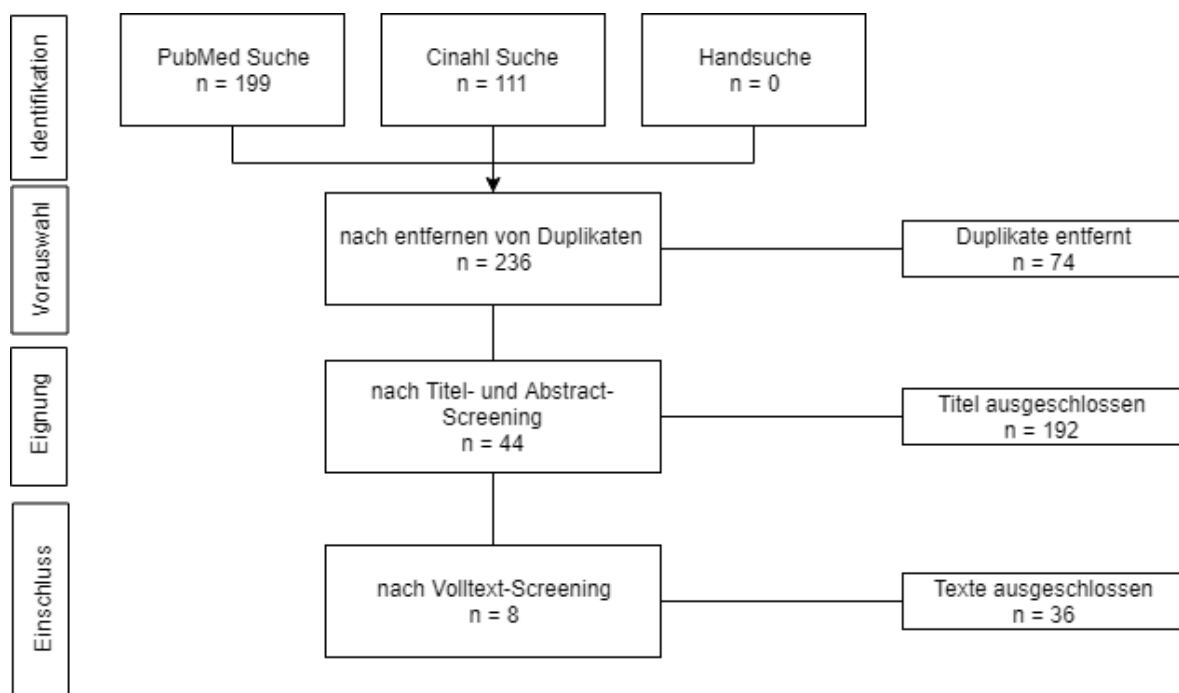 Identifikation
PubMed Suche
n = 199
Cinahl Suche
n = 111
Handsuche
n = 0
Vorauswahl
nach entfernen von Duplikaten
n = 236
Duplikate entfernt
n = 74
Eignung
nach Titel- und Abstract-
Screening
n = 44
Titel ausgeschlossen
n = 192
Einschluss
nach Volltext-Screening
n = 8
Texte ausgeschlossen
n = 36